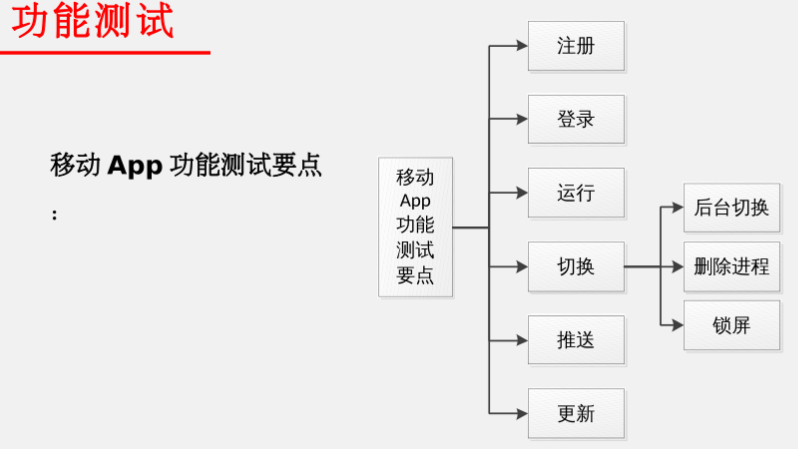 功能测试
移动 App 功能测试要点
：
移动
App
功能
测试
要点
注册
登录
运行
切换
推送
更新
后台切换
删除进程
锁屏